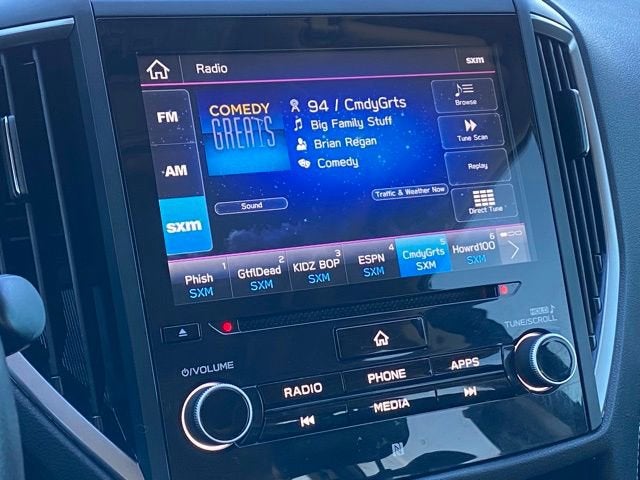 Radio
sxm
FM
AM
sxm
COMEDY
GREATS
94 / CmdyGrts
Big Family Stuff
Brian Regan
Comedy
Sound
Traffic & Weather Now
Browse
Tune Scan
Replay
Direct Tune
1
Phish
SXM
2
GtflDead
SXM
3
KIDZ BOP
SXM
4
ESPN
SXM
5
CmdyGrts
SXM
6
Howrd100
SXM
HOLD
TUNE/SCROLL
VOLUME
RADIO
PHONE
APPS
MEDIA